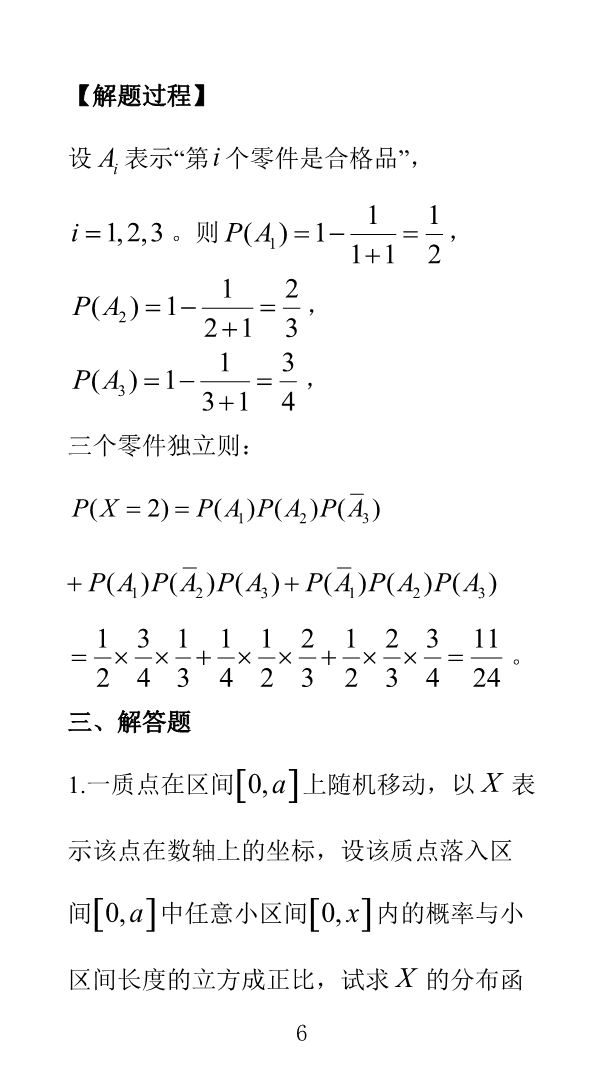 【解题过程】
设 A_i 表示“第 i 个零件是合格品”，
i = 1, 2, 3 。则 P(A_1) = 1 − \frac{1}{1+1} = \frac{1}{2} ，
P(A_2) = 1 − \frac{1}{2+1} = \frac{2}{3} ，
P(A_3) = 1 − \frac{1}{3+1} = \frac{3}{4} ，
三个零件独立则：
P(X = 2) = P(A_1)P(A_2)P(\bar{A}_3)
+ P(A_1)P(\bar{A}_2)P(A_3) + P(\bar{A}_1)P(A_2)P(A_3)
= \frac{1}{2} × \frac{3}{4} × \frac{1}{3} + \frac{1}{4} × \frac{1}{2} × \frac{2}{3} + \frac{1}{2} × \frac{2}{3} × \frac{3}{4} = \frac{11}{24} 。
三、解答题
1.一质点在区间[0, a]上随机移动，以 X 表
示该点在数轴上的坐标，设该质点落入区
间[0, a]中任意小区间[0, x]内的概率与小
区间长度的立方成正比，试求 X 的分布函
6